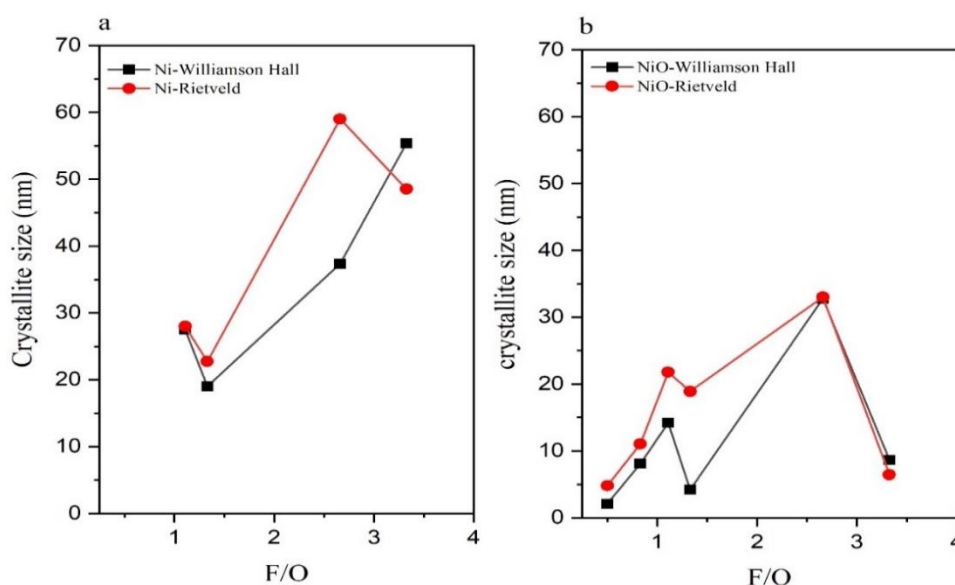 a
70
60
50
40
30
20
10
0
Crystallite size (nm)
Ni-Williamson Hall
Ni-Rietveld
1 2 3 4
F/O
b
70
60
50
40
30
20
10
0
crystallite size (nm)
NiO-Williamson Hall
NiO-Rietveld
1 2 3 4
F/O